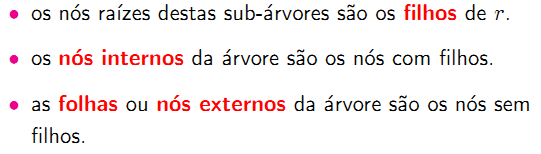 • os nós raízes destas sub-árvores são os filhos de r.
• os nós internos da árvore são os nós com filhos.
• as folhas ou nós externos da árvore são os nós sem
filhos.